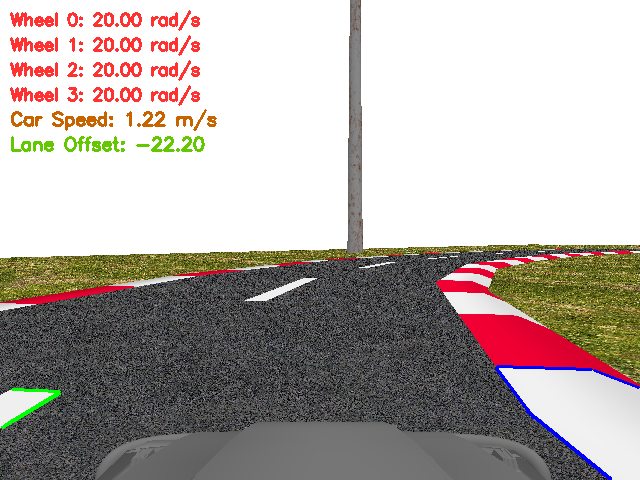 Wheel 0: 20.00 rad/s
Wheel 1: 20.00 rad/s
Wheel 2: 20.00 rad/s
Wheel 3: 20.00 rad/s
Car Speed: 1.22 m/s
Lane Offset: -22.20